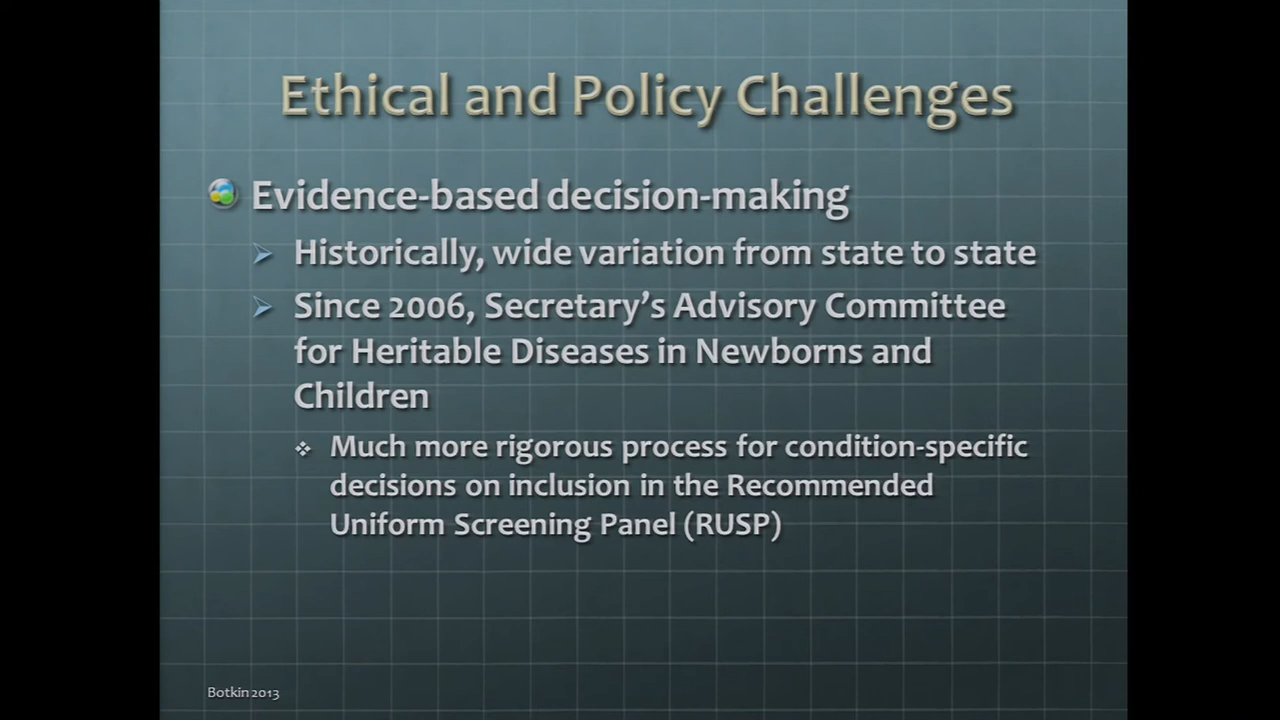 Ethical and Policy Challenges
Evidence-based decision-making
Historically, wide variation from state to state
Since 2006, Secretary's Advisory Committee
for Heritable Diseases in Newborns and
Children
Much more rigorous process for condition-specific
decisions on inclusion in the Recommended
Uniform Screening Panel (RUSP)
Botkin 2013